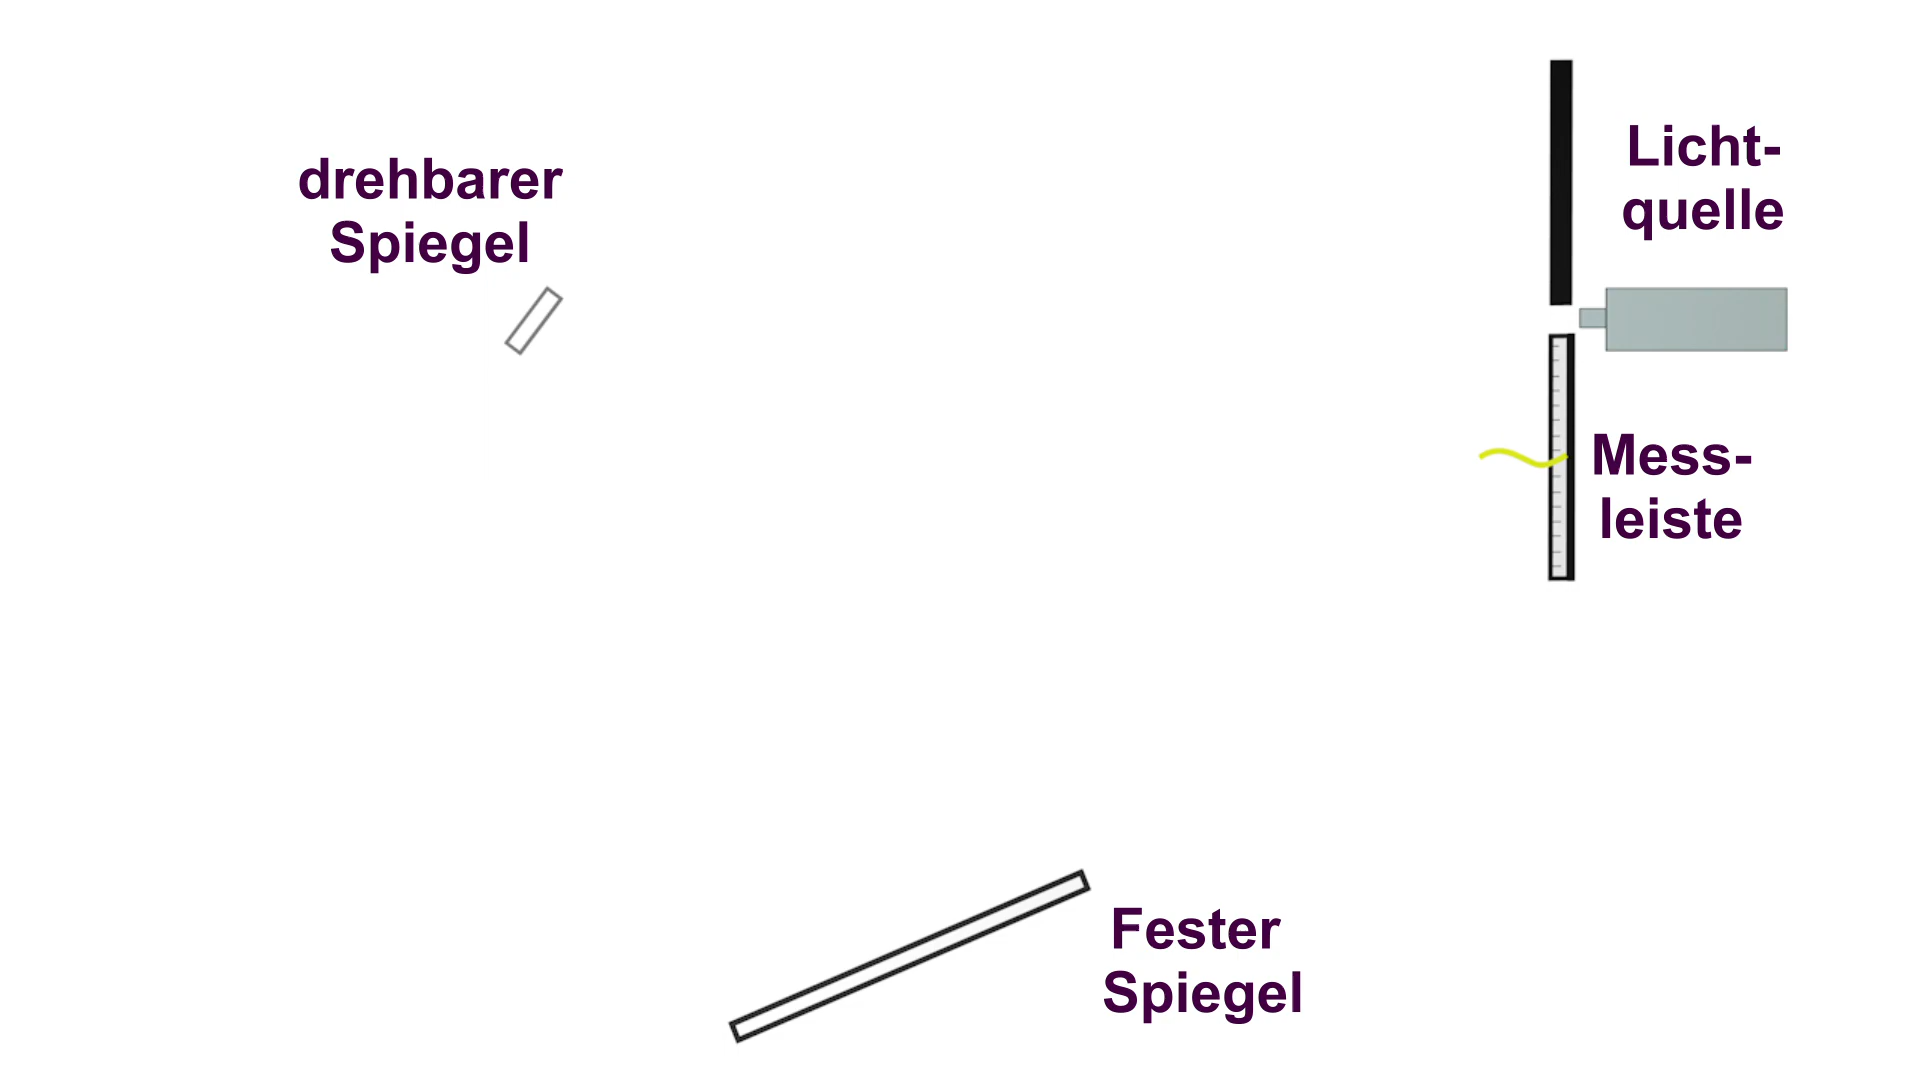 drehbarer
Spiegel
Licht-
quelle
Mess-
leiste
Fester
Spiegel